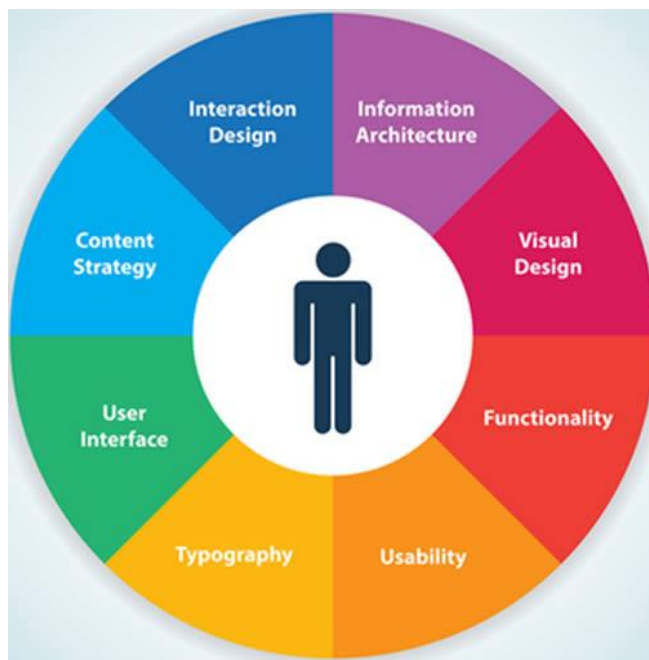 Interaction
Design
Information
Architecture
Visual
Design
Functionality
Usability
Typography
User
Interface
Content
Strategy